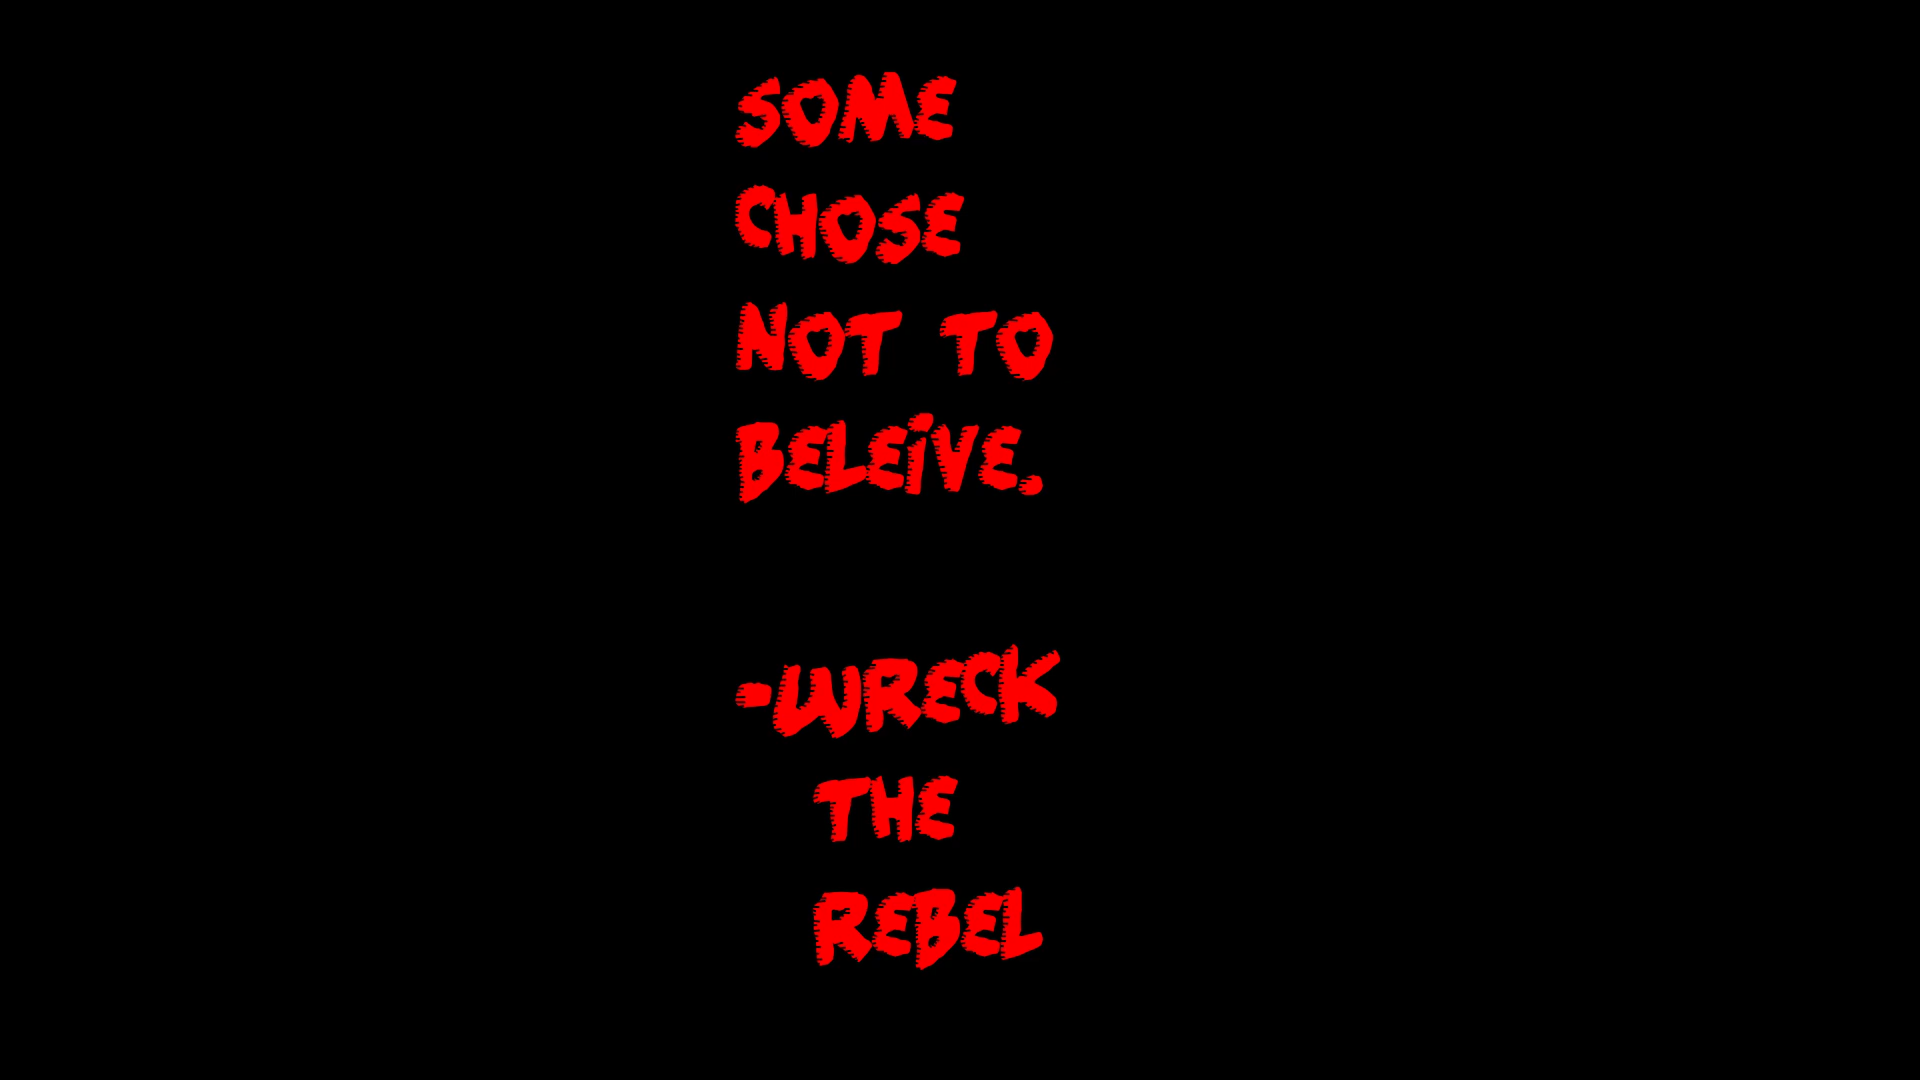 SOME
CHOSE
NOT TO
BELEIVE.
-WRECK
THE
REBEL